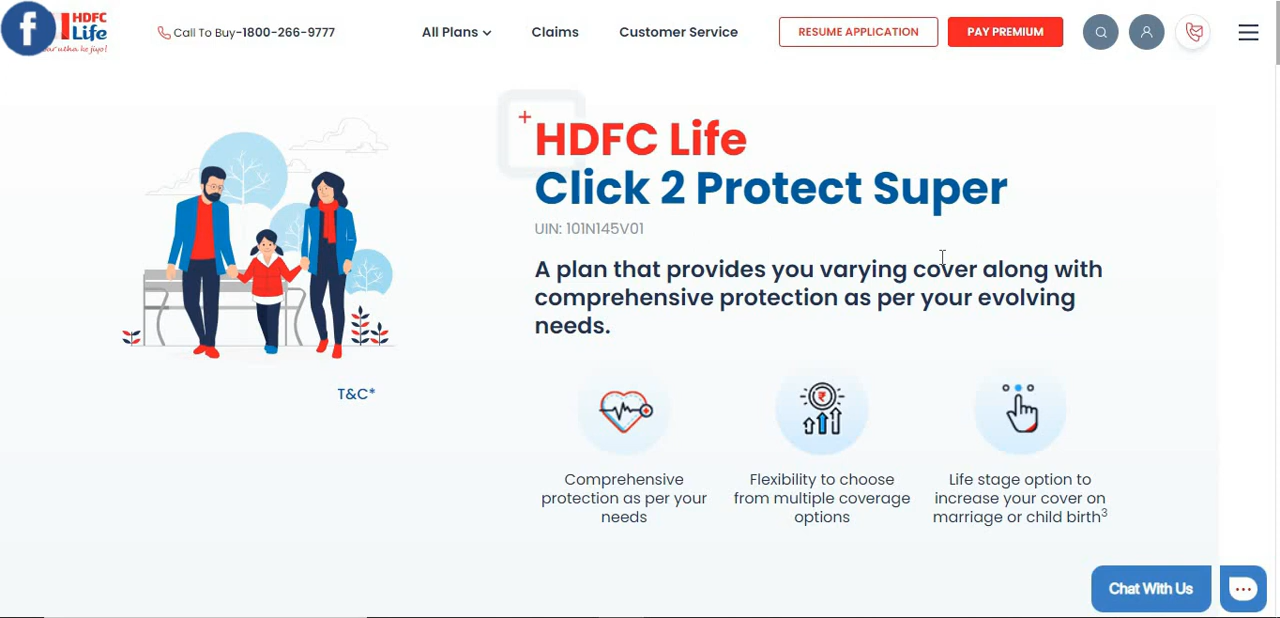 HDFC
Life
Call To Buy-1800-266-9777
All Plans
Claims
Customer Service
RESUME APPLICATION
PAY PREMIUM
HDFC Life
Click 2 Protect Super
UIN: 101N145V01
A plan that provides you varying cover along with
comprehensive protection as per your evolving
needs.
T&C*
Comprehensive
protection as per your
needs
Flexibility to choose
from multiple coverage
options
Life stage option to
increase your cover on
marriage or child birth3
Chat With Us